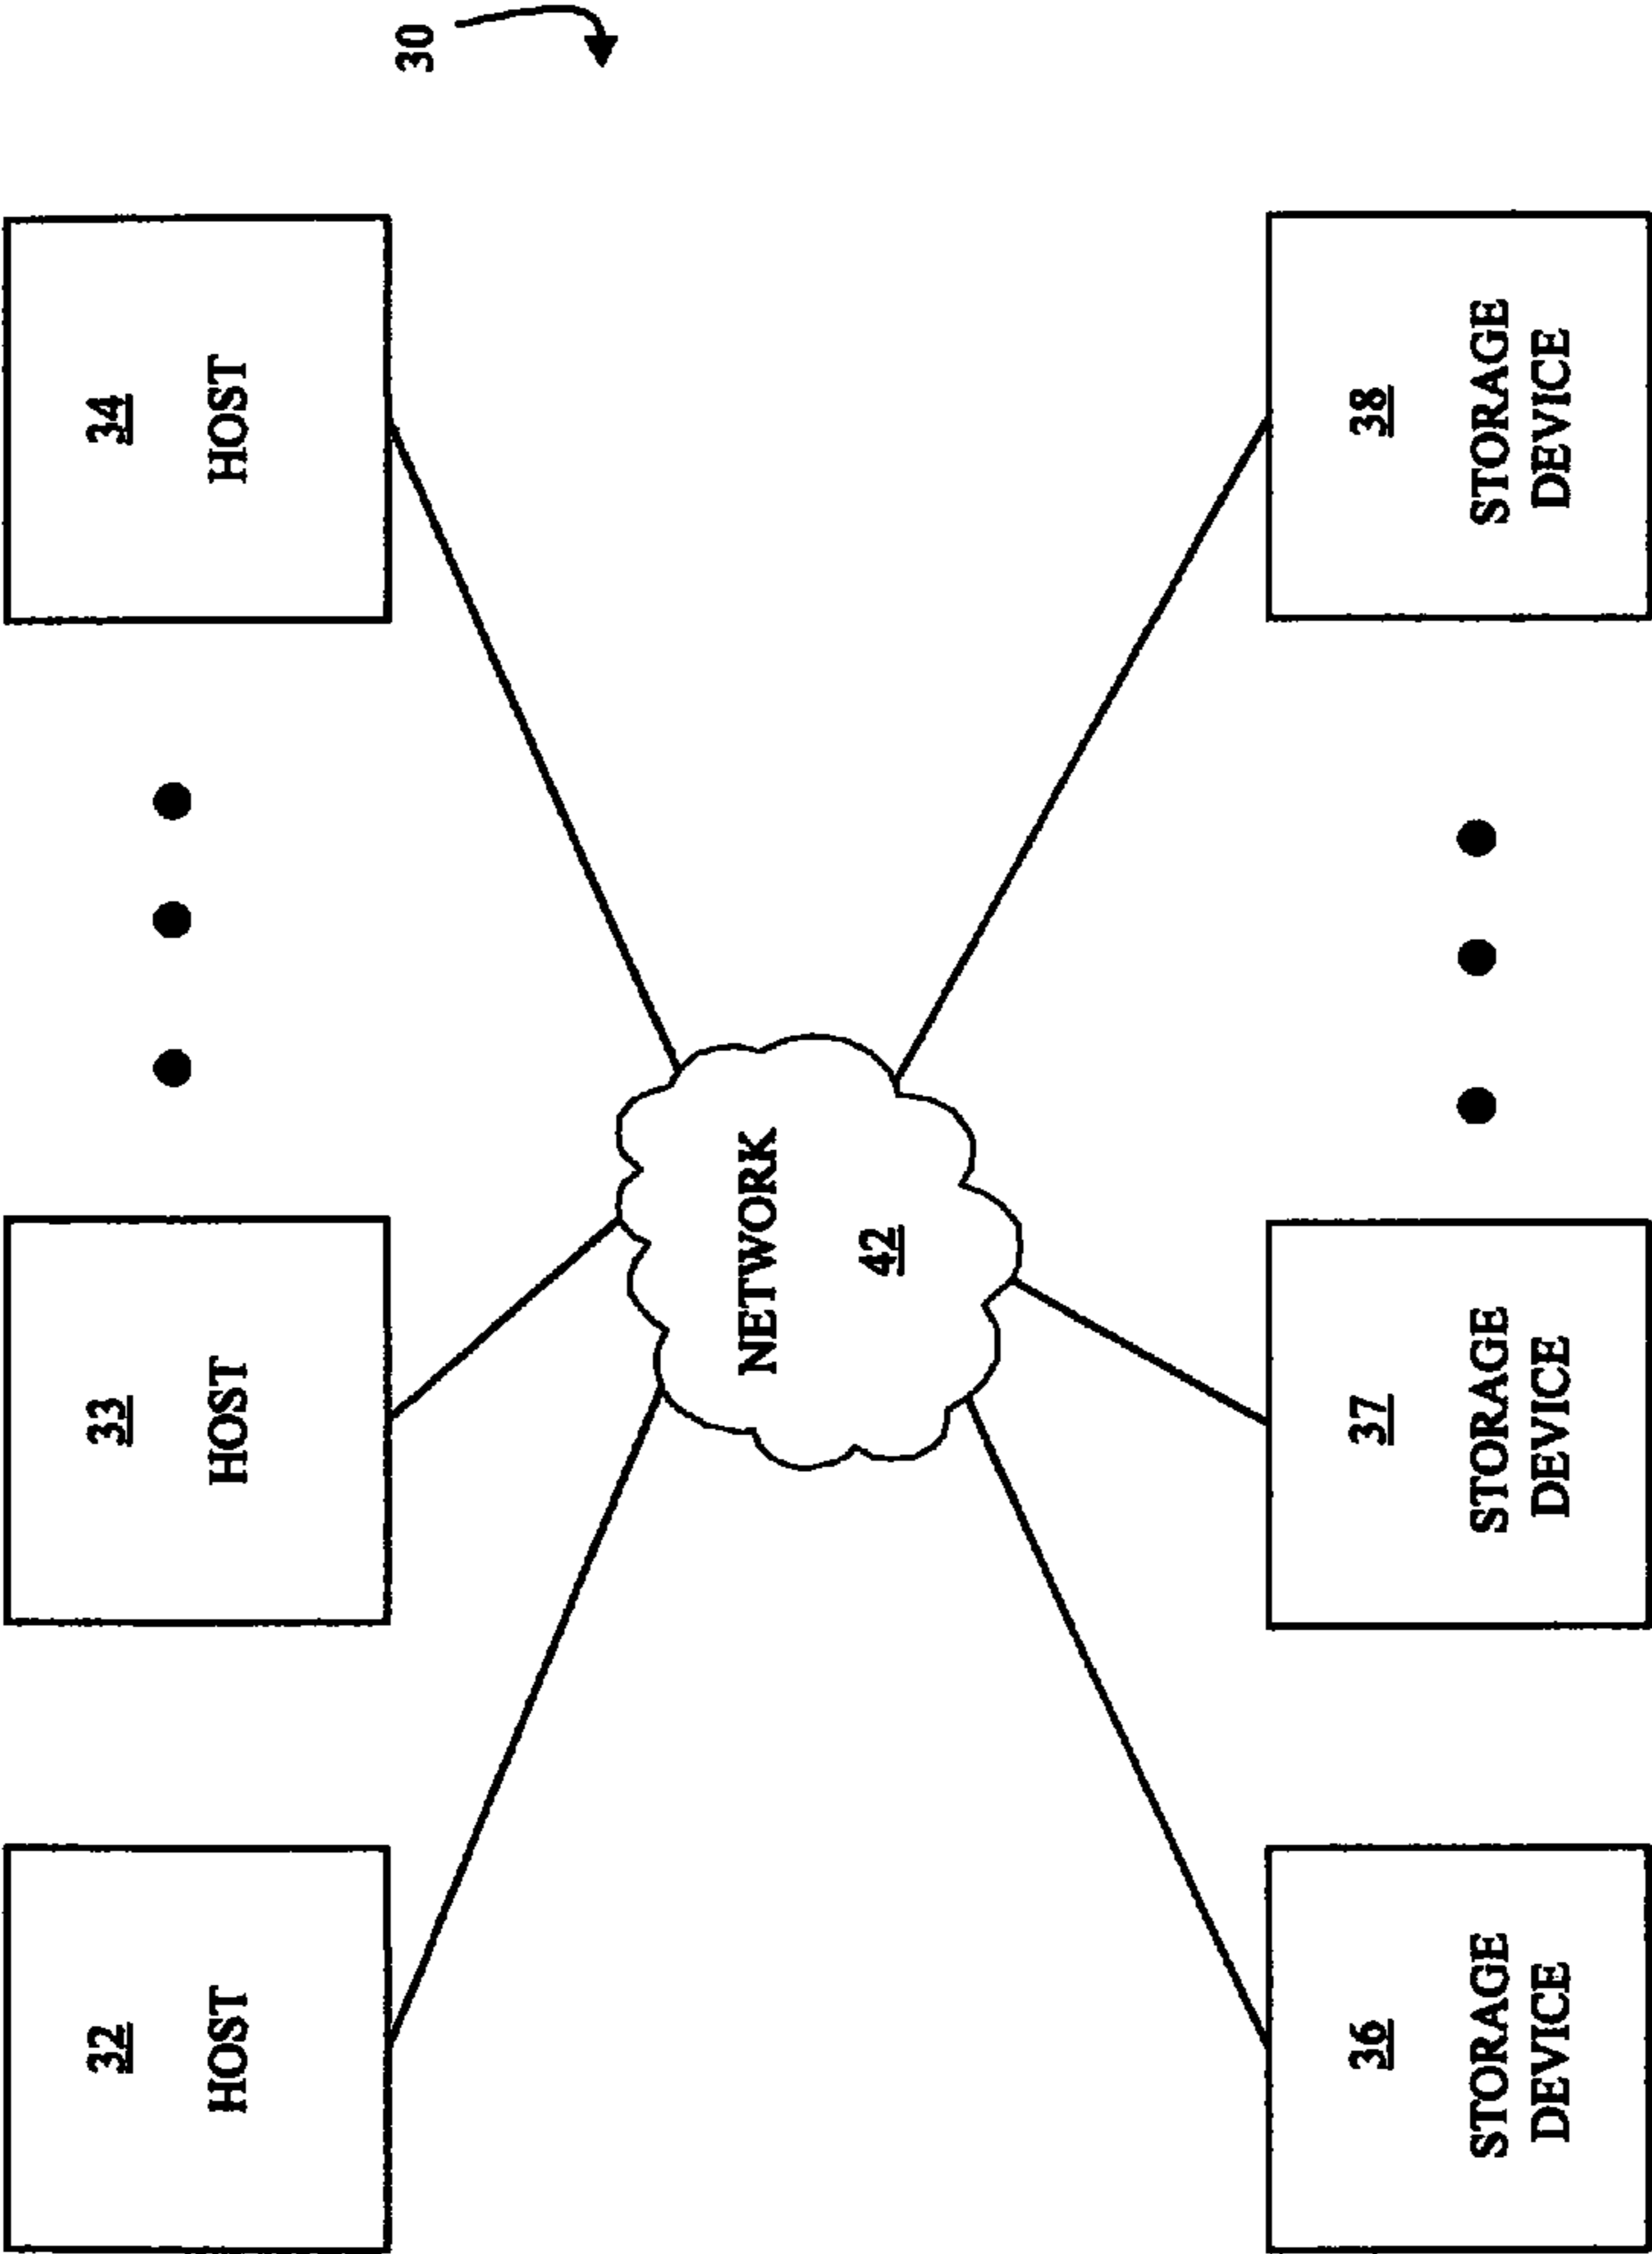 30
32
HOST
33
HOST
34
HOST
NETWORK
42
36
STORAGE
DEVICE
37
STORAGE
DEVICE
38
STORAGE
DEVICE